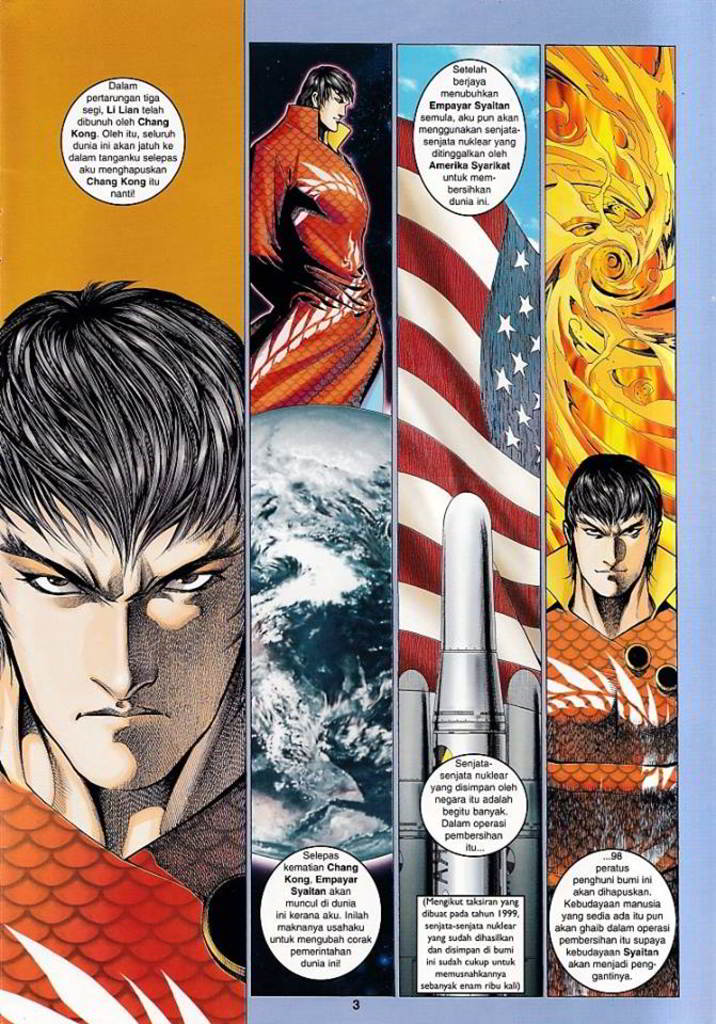 Dalam
pertarungan tiga
segi, Li Lian telah
dibunuh oleh Chang
Kong. Oleh itu, seluruh
dunia ini akan jatuh ke
dalam tanganku selepas
aku menghapuskan
Chang Kong itu
nanti!
Selepas
kematian Chang
Kong, Empayar
Syaitan akan
muncul di dunia
ini kerana aku. Inilah
maknanya usahaku
untuk mengubah corak
pemerintahan
dunia ini!
Setelah
berjaya
menubuhkan
Empayar Syaitan
semula, aku pun akan
menggunakan senjata-
senjata nuklear yang
ditinggalkan oleh
Amerika Syarikat
untuk mem-
bersihkan
dunia ini.
Senjata-
senjata nuklear
yang disimpan oleh
negara itu adalah
begitu banyak.
Dalam operasi
pembersihan
itu...
(Mengikut taksiran yang
dibuat pada tahun 1999,
senjata-senjata nuklear
yang sudah dihasilkan
dan disimpan di bumi
ini sudah cukup untuk
memusnahkannya
sebanyak enam ribu kali)
...98
peratus
penghuni bumi ini
akan dihapuskan.
Kebudayaan manusia
yang sedia ada itu pun
akan ghaib dalam operasi
pembersihan itu supaya
kebudayaan Syaitan
akan menjadi peng-
gantinya.
3